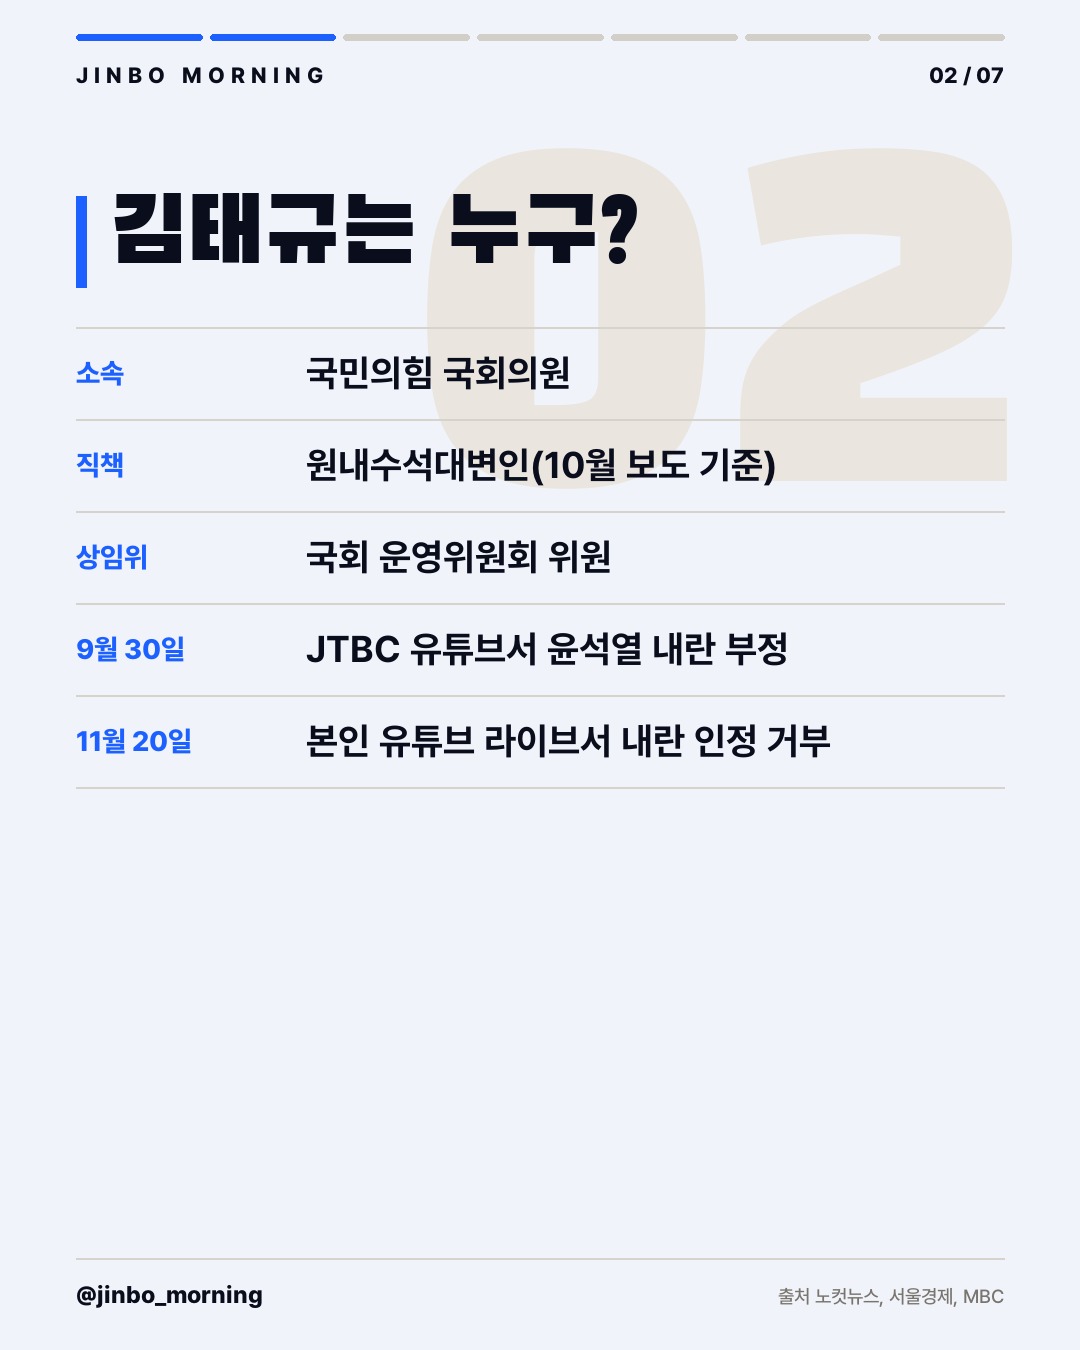 JINBO MORNING 02 / 07
02
김태규는 누구?
소속 국민의힘 국회의원
직책 원내수석대변인(10월 보도 기준)
상임위 국회 운영위원회 위원
9월 30일 JTBC 유튜브서 윤석열 내란 부정
11월 20일 본인 유튜브 라이브서 내란 인정 거부
@jinbo_morning 출처 노컷뉴스, 서울경제, MBC